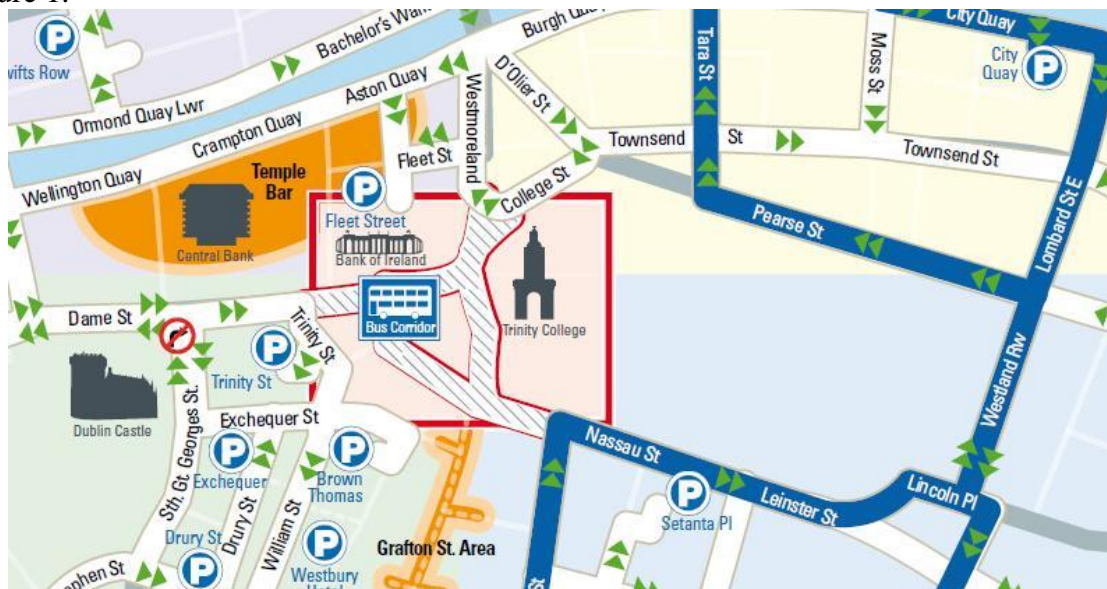 ure 1.
P
wifts Row
Bachelor's Walk
Ormond Quay Lwr
Burgh Quay
Aston Quay
Crampton Quay
Wellington Quay
Westmoreland
D'Olier St
Fleet St
College St
Townsend St
Townsend St
Tara St
Moss St
City Quay
City
Quay
P
Pearse St
Lombard St E
Westland Rw
Temple
Bar
Central Bank
P
Fleet Street
Bank of Ireland
Bus Corridor
Trinity College
Dame St
Trinity St
P
Trinity St
Dublin Castle
Exchequer St
Sth. Gt. Georges St.
P
Exchequer
P
Brown
Thomas
Drury St
Drury St
P
William St
P
Westbury
Hotel
ephen St
Grafton St. Area
Nassau St
Leinster St
Lincoln Pl
P
Setanta Pl
St